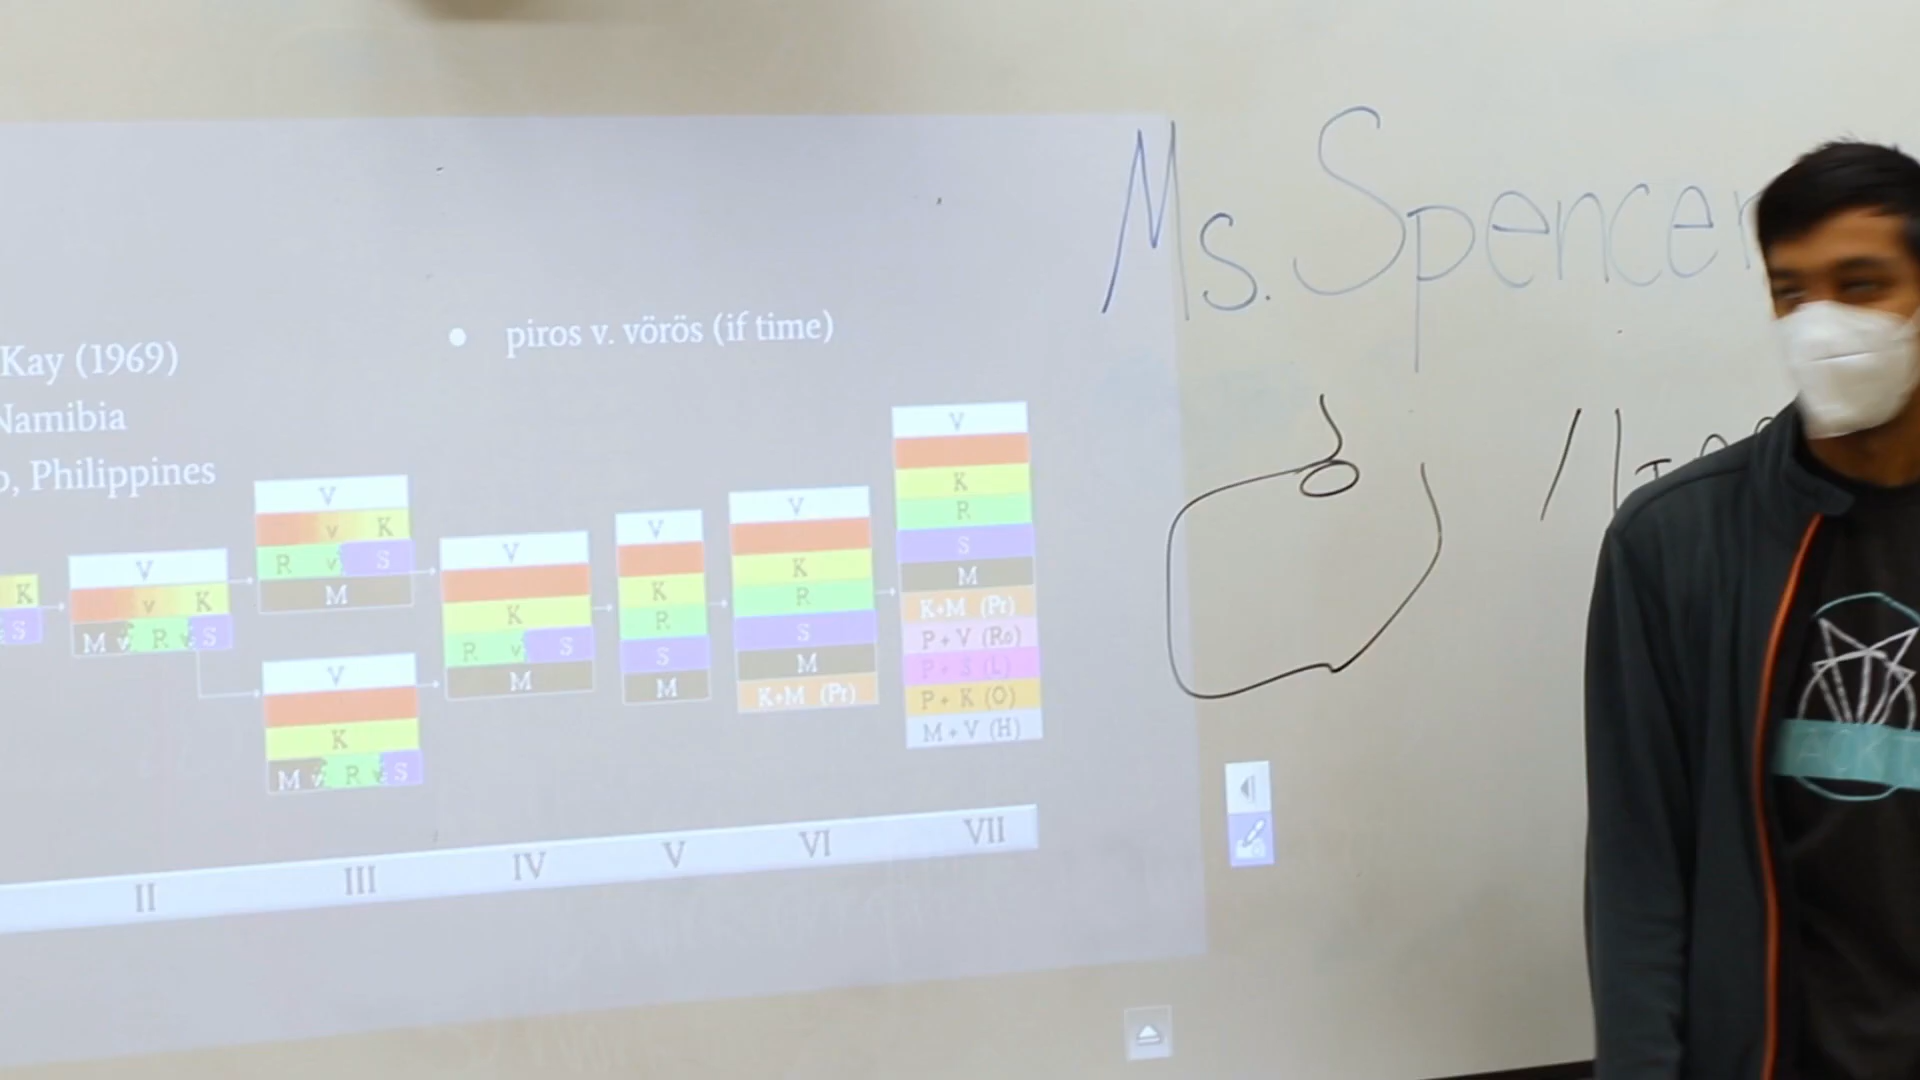 Ms. Spencer
piros v. vörös (if time)
Kay (1969)
Namibia
Philippines
K
S
V
v K
M v R v S
V
v K
R v S
M
V
K
M v R v S
V
K
R v S
M
V
K
R
S
M
V
K
R
S
M
K+M (Pr)
V
K
R
S
M
K+M (Pr)
P+V (Ro)
P+S (L)
P+K (O)
M+V (H)
II III IV V VI VII